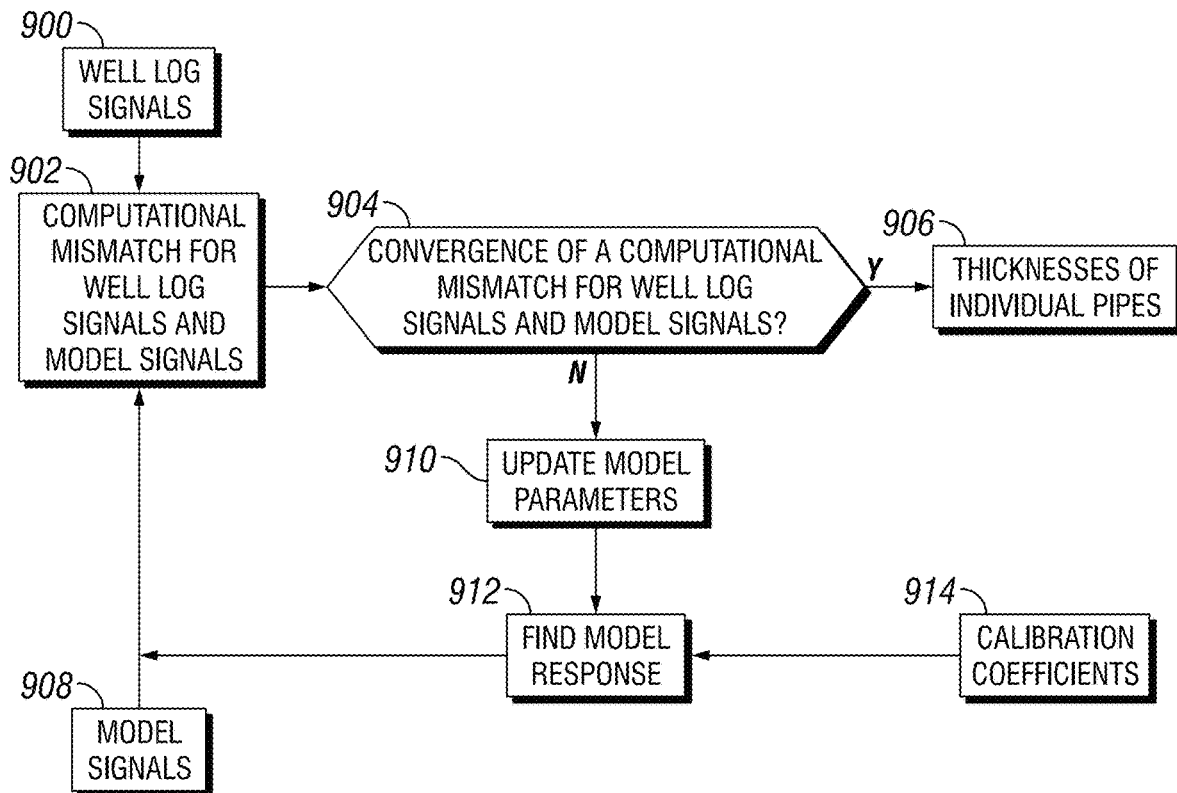 900
WELL LOG
SIGNALS
902
COMPUTATIONAL
MISMATCH FOR
WELL LOG
SIGNALS AND
MODEL SIGNALS
904
CONVERGENCE OF A COMPUTATIONAL
MISMATCH FOR WELL LOG
SIGNALS AND MODEL SIGNALS?
Y
906
THICKNESSES OF
INDIVIDUAL PIPES
N
910
UPDATE MODEL
PARAMETERS
912
FIND MODEL
RESPONSE
914
CALIBRATION
COEFFICIENTS
908
MODEL
SIGNALS